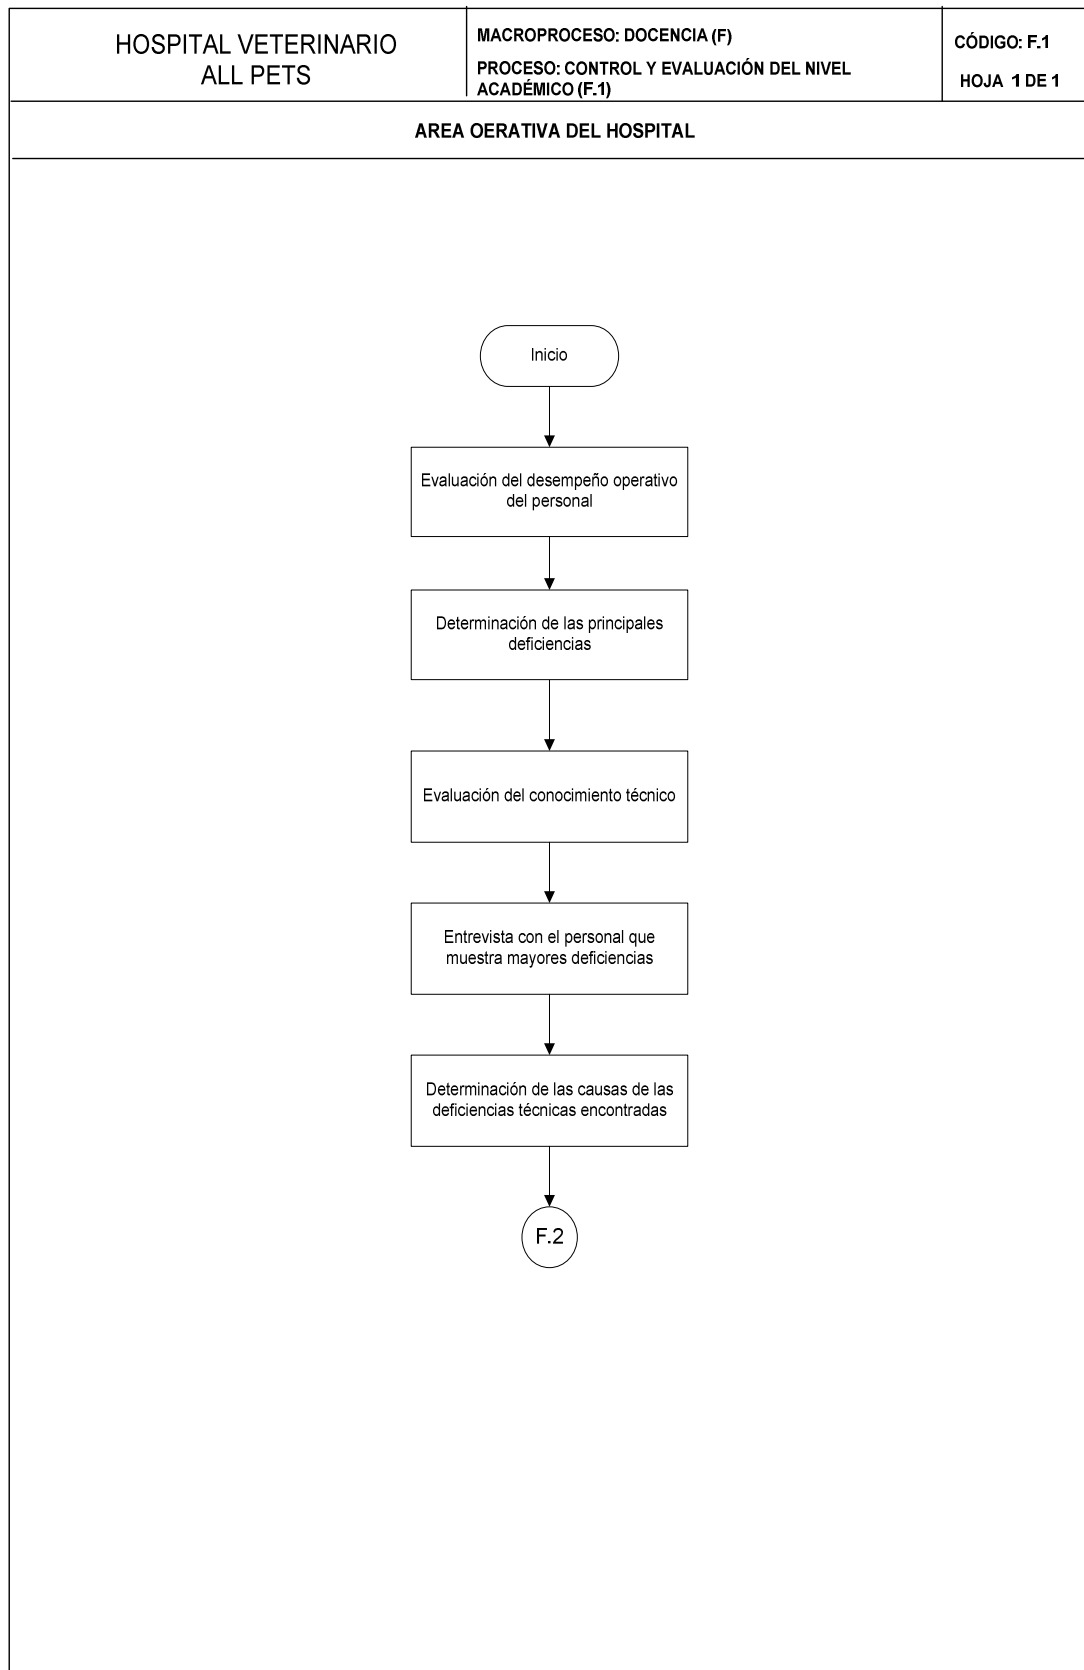 HOSPITAL VETERINARIO
ALL PETS
MACROPROCESO: DOCENCIA (F)
PROCESO: CONTROL Y EVALUACIÓN DEL NIVEL
ACADÉMICO (F.1)
CÓDIGO: F.1
HOJA 1 DE 1
AREA OERATIVA DEL HOSPITAL
Inicio
Evaluación del desempeño operativo
del personal
Determinación de las principales
deficiencias
Evaluación del conocimiento técnico
Entrevista con el personal que
muestra mayores deficiencias
Determinación de las causas de las
deficiencias técnicas encontradas
F.2